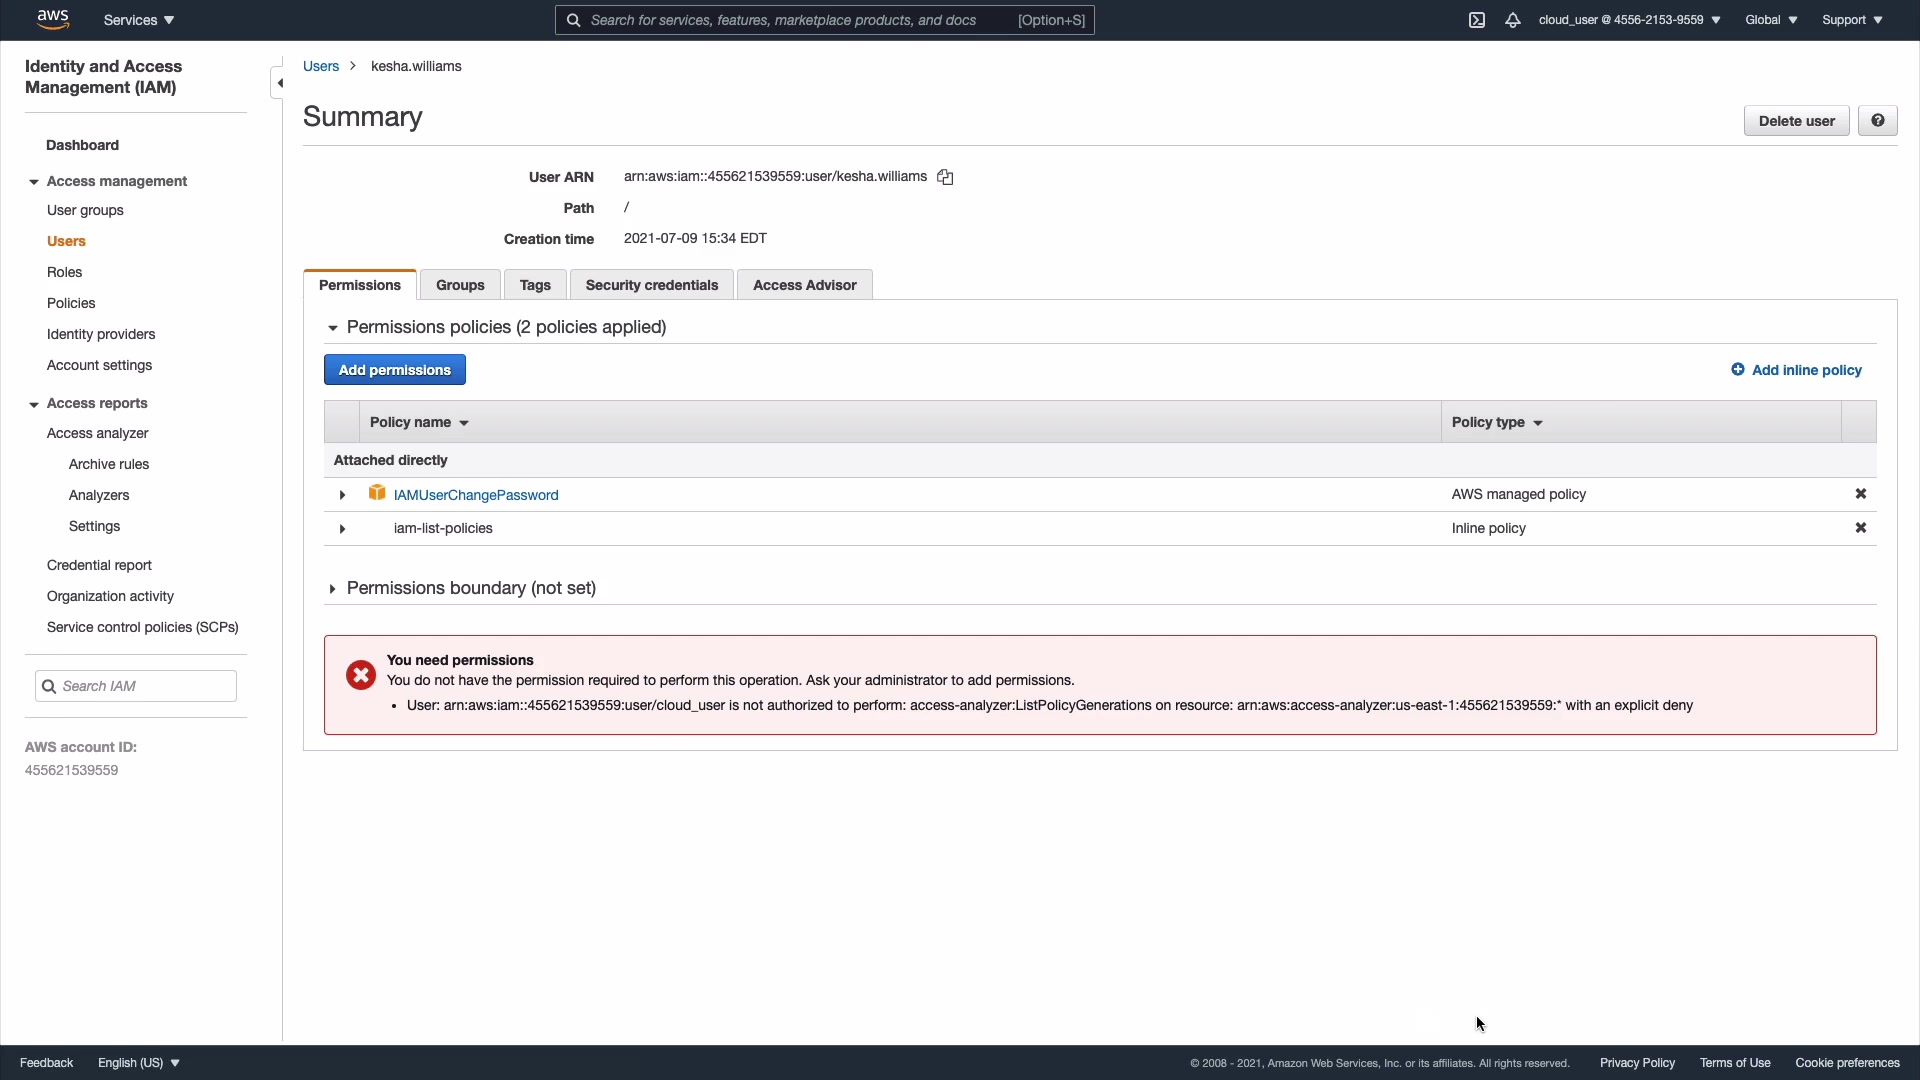 aws
Services
Search for services, features, marketplace products, and docs [Option+S]
cloud_user @ 4556-2153-9559
Global
Support
Identity and Access
Management (IAM)
Dashboard
Access management
User groups
Users
Roles
Policies
Identity providers
Account settings
Access reports
Access analyzer
Archive rules
Analyzers
Settings
Credential report
Organization activity
Service control policies (SCPs)
Search IAM
AWS account ID:
455621539559
Users > kesha.williams
Summary
Delete user
User ARN arn:aws:iam::455621539559:user/kesha.williams
Path /
Creation time 2021-07-09 15:34 EDT
Permissions
Groups
Tags
Security credentials
Access Advisor
Permissions policies (2 policies applied)
Add permissions
Add inline policy
Policy name
Policy type
Attached directly
IAMUserChangePassword AWS managed policy
iam-list-policies Inline policy
Permissions boundary (not set)
You need permissions
You do not have the permission required to perform this operation. Ask your administrator to add permissions.
• User: arn:aws:iam::455621539559:user/cloud_user is not authorized to perform: access-analyzer:ListPolicyGenerations on resource: arn:aws:access-analyzer:us-east-1:455621539559:* with an explicit deny
Feedback
English (US)
© 2008 - 2021, Amazon Web Services, Inc. or its affiliates. All rights reserved.
Privacy Policy
Terms of Use
Cookie preferences